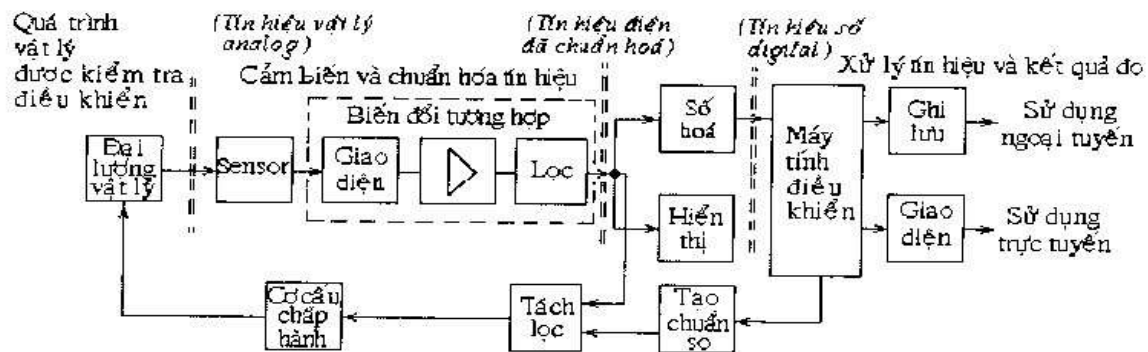 Quá trình
vật lý
được kiểm tra
điều khiển
(Tín hiệu vật lý
analog)
(Tín hiệu điện
đã chuẩn hoá)
(Tín hiệu số
digital)
Cảm biến và chuẩn hóa tín hiệu
Xử lý tín hiệu và kết quả đo
Biến đổi tương hợp
Đại
lượng
vật lý
Sensor
Giao
diện
Lọc
Số
hoá
Hiển
thị
Máy
tính
điều
khiển
Ghi
lưu
Sử dụng
ngoại tuyến
Giao
diện
Sử dụng
trực tuyến
Cơ cấu
chấp
hành
Tách
lọc
Tạo
chuẩn
so